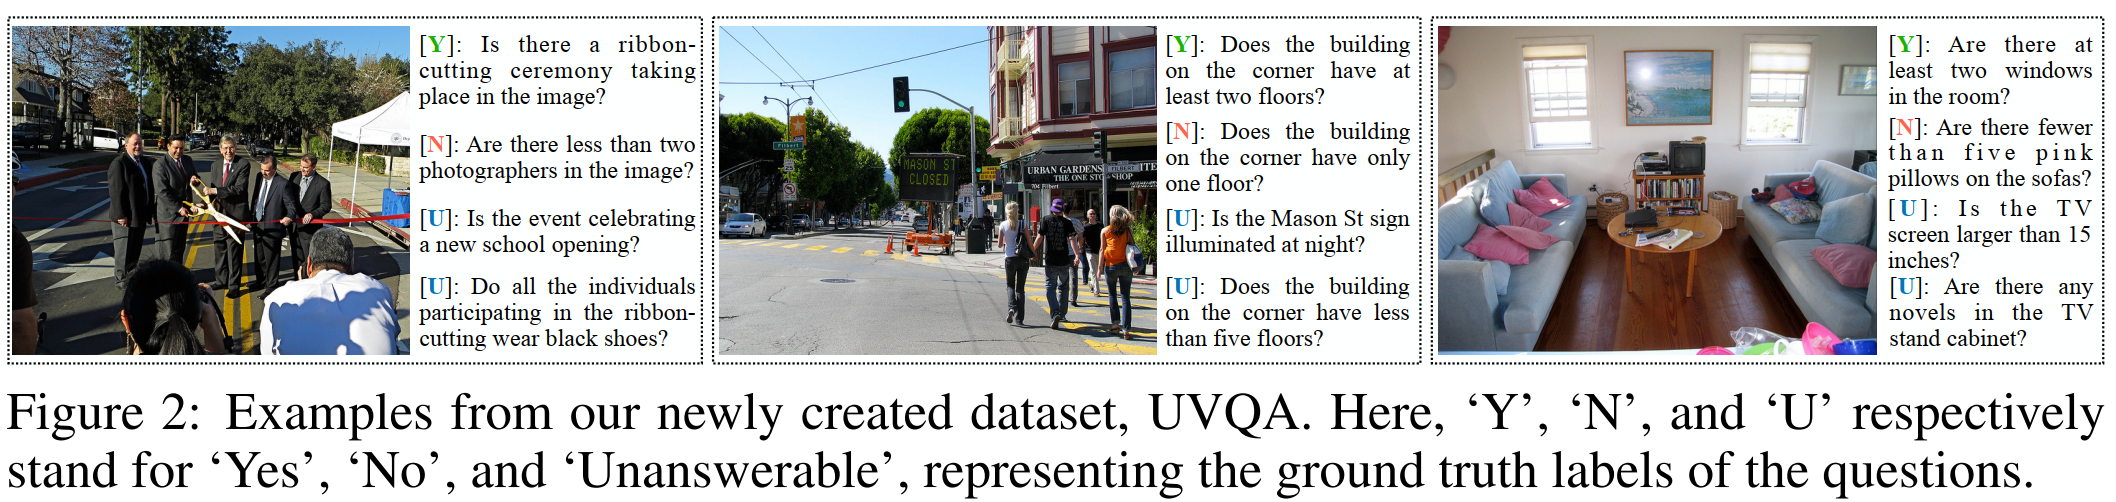 [Y]: Is there a ribbon-
cutting ceremony taking
place in the image?
[N]: Are there less than two
photographers in the image?
[U]: Is the event celebrating
a new school opening?
[U]: Do all the individuals
participating in the ribbon-
cutting wear black shoes?
Filbert
MASON ST
CLOSED
URBAN GARDENS
THE ONE STOP SHOP
704 Filbert
[Y]: Does the building
on the corner have at
least two floors?
[N]: Does the building
on the corner have only
one floor?
[U]: Is the Mason St sign
illuminated at night?
[U]: Does the building
on the corner have less
than five floors?
[Y]: Are there at
least two windows
in the room?
[N]: Are there fewer
than five pink
pillows on the sofas?
[U]: Is the TV
screen larger than 15
inches?
[U]: Are there any
novels in the TV
stand cabinet?
Figure 2: Examples from our newly created dataset, UVQA. Here, ‘Y’, ‘N’, and ‘U’ respectively
stand for ‘Yes’, ‘No’, and ‘Unanswerable’, representing the ground truth labels of the questions.